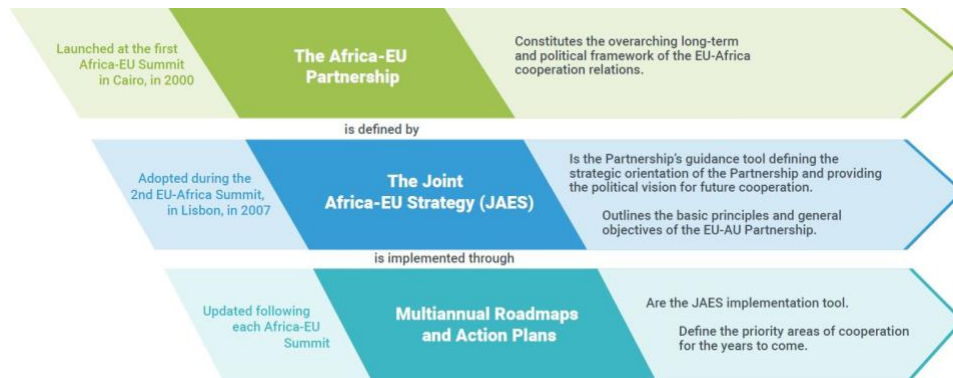 Launched at the first
Africa-EU Summit
in Cairo, in 2000
The Africa-EU
Partnership
Constitutes the overarching long-term
and political framework of the EU-Africa
cooperation relations.
is defined by
Adopted during the
2nd EU-Africa Summit,
in Lisbon, in 2007
The Joint
Africa-EU Strategy (JAES)
Is the Partnership's guidance tool defining the
strategic orientation of the Partnership and providing
the political vision for future cooperation.
Outlines the basic principles and general
objectives of the EU-AU Partnership.
is implemented through
Updated following
each Africa-EU
Summit
Multiannual Roadmaps
and Action Plans
Are the JAES implementation tool.
Define the priority areas of cooperation
for the years to come.